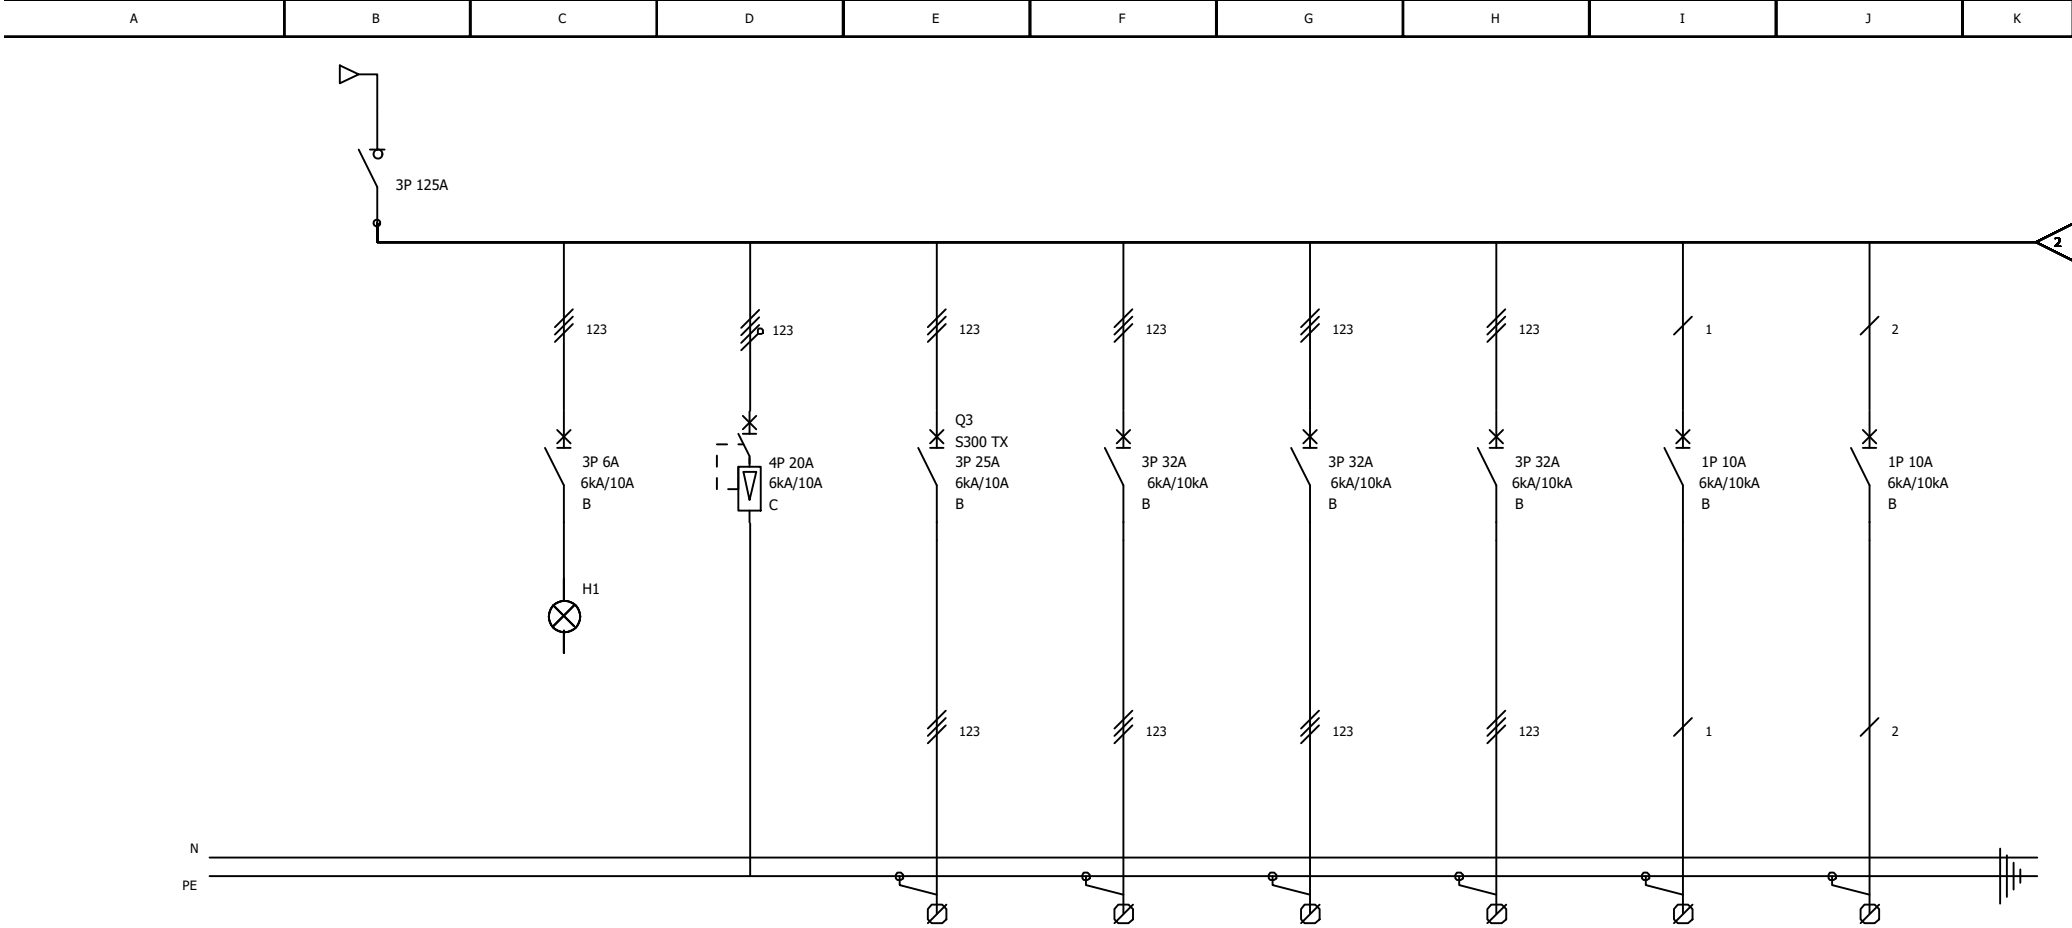 A B C D E F G H I J K
3P 125A
2
123 123 123 123 123 123 1 2
Q3
S300 TX
3P 6A 4P 20A 3P 25A 3P 32A 3P 32A 3P 32A 1P 10A 1P 10A
6kA/10A 6kA/10A 6kA/10A 6kA/10kA 6kA/10kA 6kA/10kA 6kA/10kA 6kA/10kA
B C B B B B B B
H1
123 123 123 123 1 2
N
PE